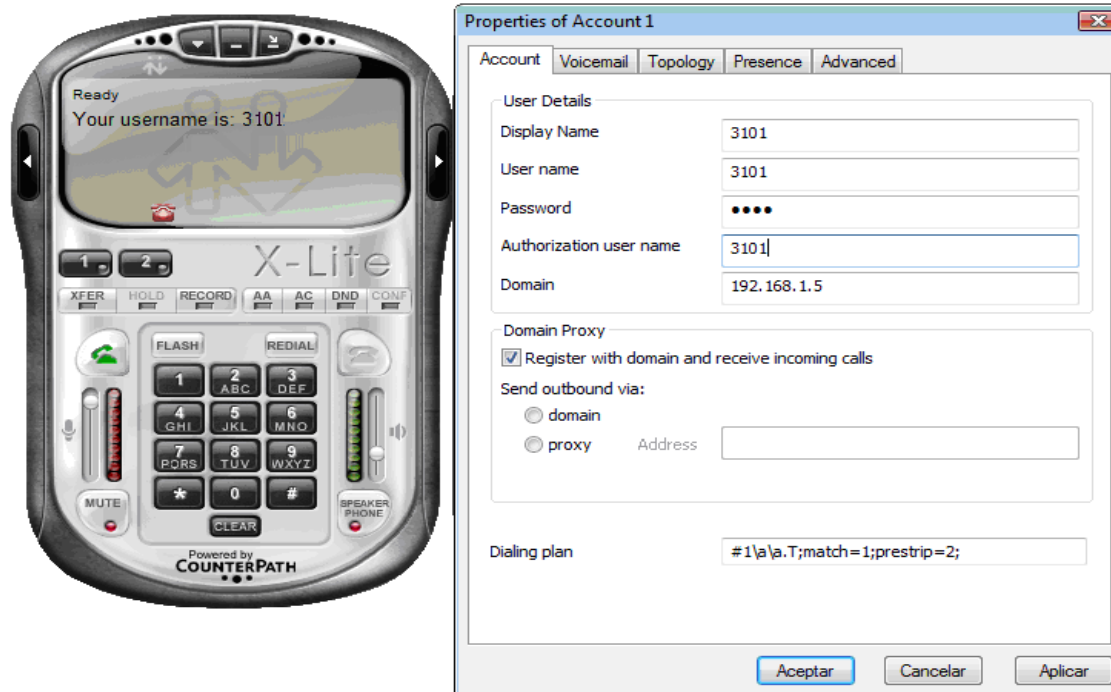 Ready
Your username is: 3101
X-Lite
1 2
XFER HOLD RECORD AA AC DND CONF
FLASH REDIAL
1 2 3
ABC DEF
4 5 6
GHI JKL MNO
7 8 9
PQRS TUV WXYZ
* 0 #
MUTE
SPEAKER
PHONE
CLEAR
Powered by
COUNTERPATH
Properties of Account 1
Account Voicemail Topology Presence Advanced
User Details
Display Name 3101
User name 3101
Password ••••
Authorization user name 3101
Domain 192.168.1.5
Domain Proxy
Register with domain and receive incoming calls
Send outbound via:
domain
proxy Address
Dialing plan #1\a\a.T;match=1;prestrip=2;
Aceptar Cancelar Aplicar